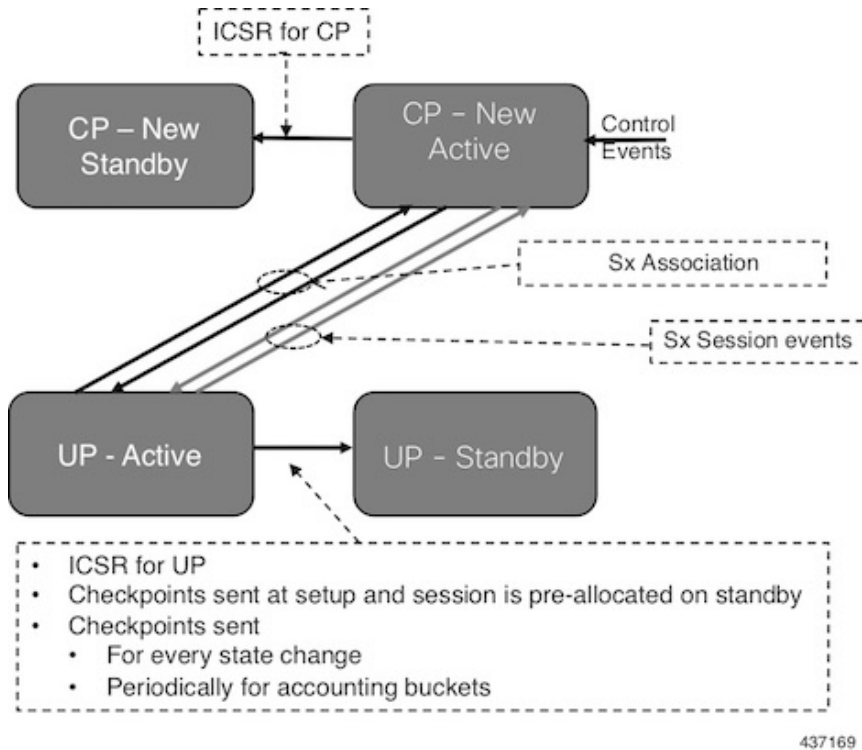 ICSR for CP
CP – New
Standby
CP – New
Active
Control
Events
Sx Association
Sx Session events
UP - Active
UP – Standby
• ICSR for UP
• Checkpoints sent at setup and session is pre-allocated on standby
• Checkpoints sent
• For every state change
• Periodically for accounting buckets
437169